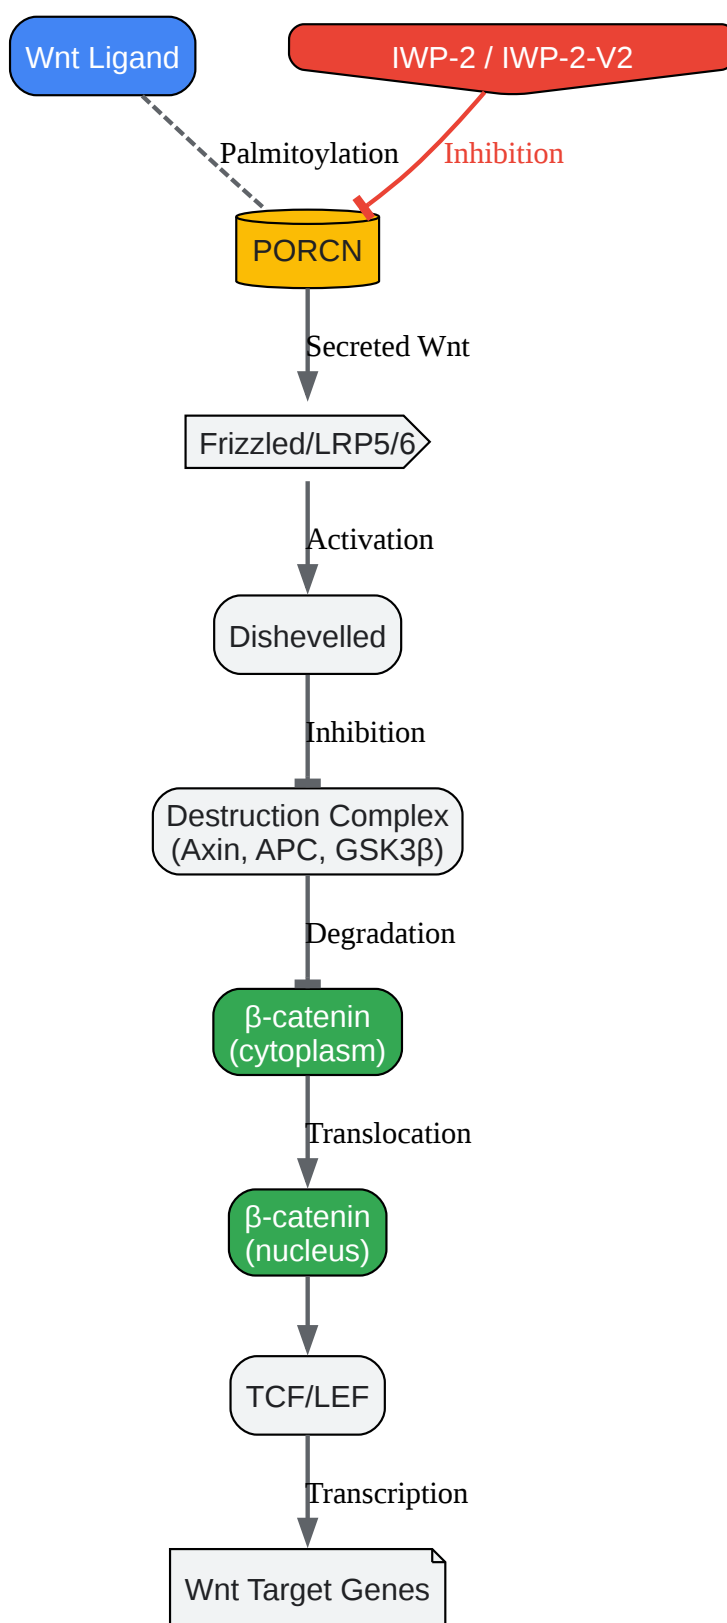 Wnt Ligand
IWP-2 / IWP-2-V2
Palmitoylation
Inhibition
PORCN
Secreted Wnt
Frizzled/LRP5/6
Activation
Dishevelled
Inhibition
Destruction Complex
(Axin, APC, GSK3β)
Degradation
β-catenin
(cytoplasm)
Translocation
β-catenin
(nucleus)
TCF/LEF
Transcription
Wnt Target Genes